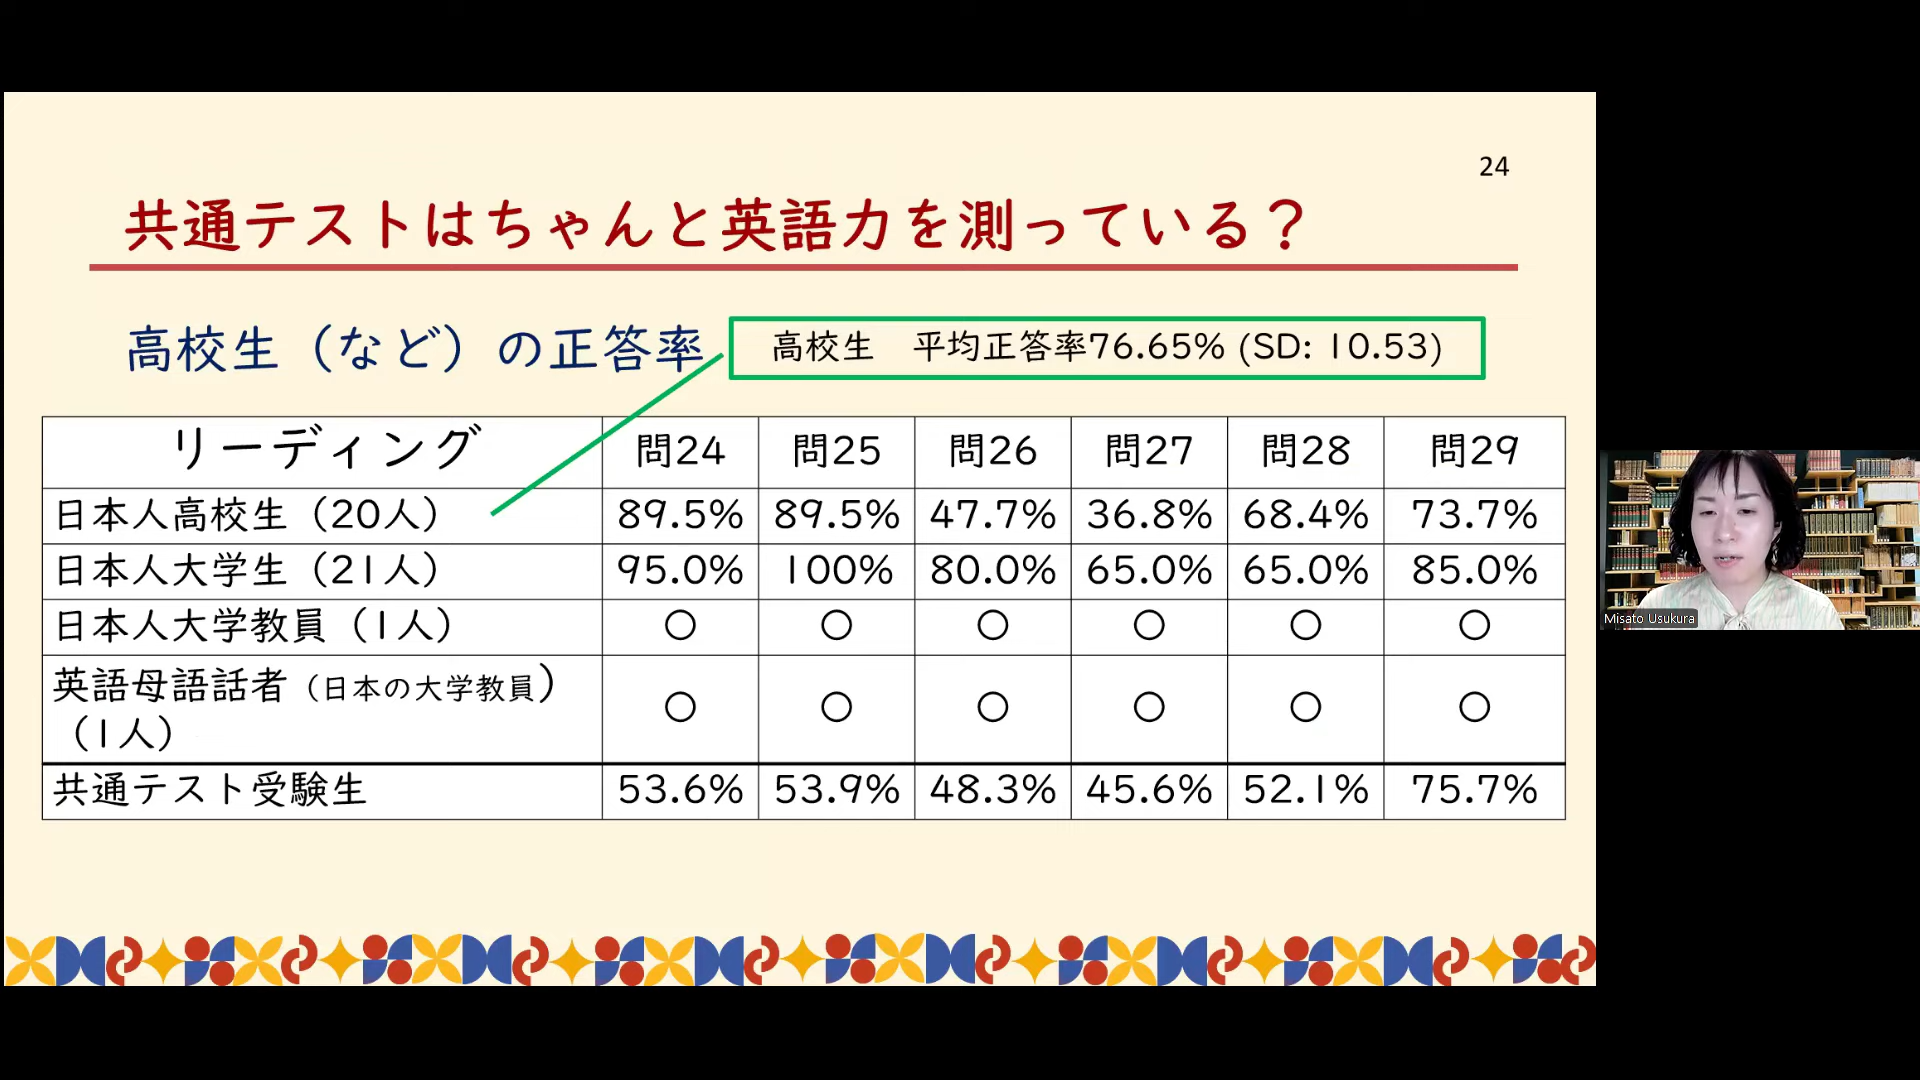 24
共通テストはちゃんと英語力を測っている？
高校生（など）の正答率
高校生　平均正答率76.65% (SD: 10.53)
リーディング 問24 問25 問26 問27 問28 問29
日本人高校生（20人） 89.5% 89.5% 47.7% 36.8% 68.4% 73.7%
日本人大学生（21人） 95.0% 100% 80.0% 65.0% 65.0% 85.0%
日本人大学教員（1人） ○ ○ ○ ○ ○ ○
英語母語話者（日本の大学教員）
（1人） ○ ○ ○ ○ ○ ○
共通テスト受験生 53.6% 53.9% 48.3% 45.6% 52.1% 75.7%
Misato Usukura